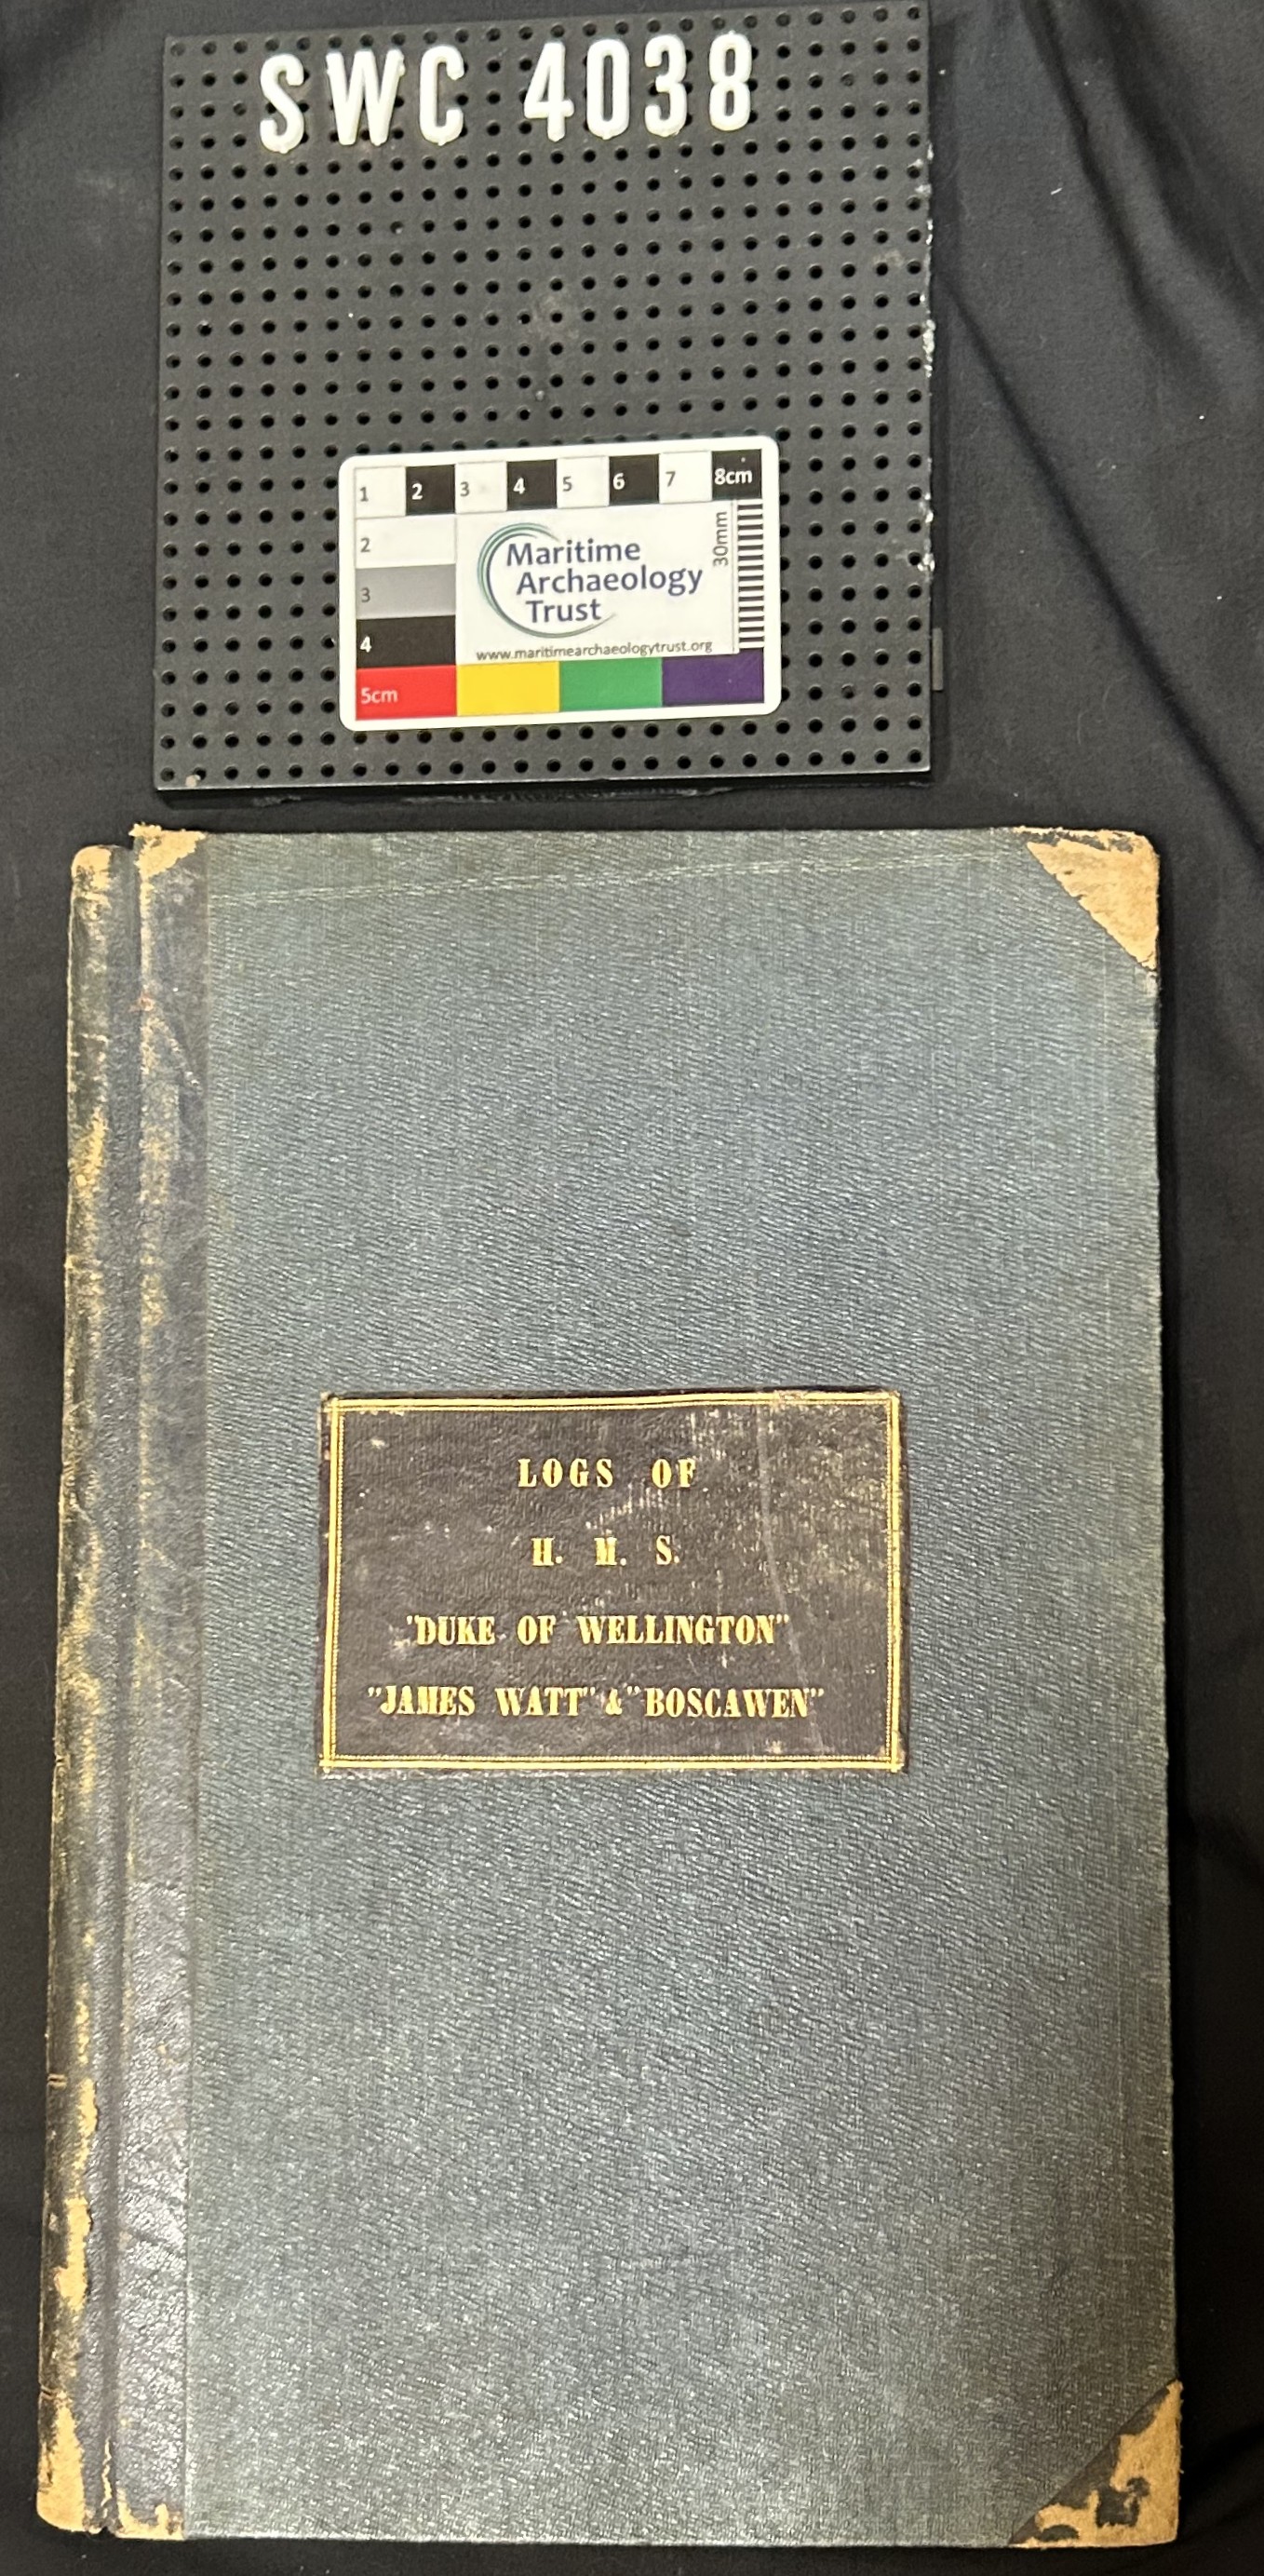 SWC 4038
1 2 3 4 5 6 7 8cm
2
3
4
5cm
30mm
Maritime
Archaeology
Trust
www.maritimearchaeologytrust.org
LOGS OF
H. M. S.
"DUKE OF WELLINGTON"
"JAMES WATT" & "BOSCAWEN"